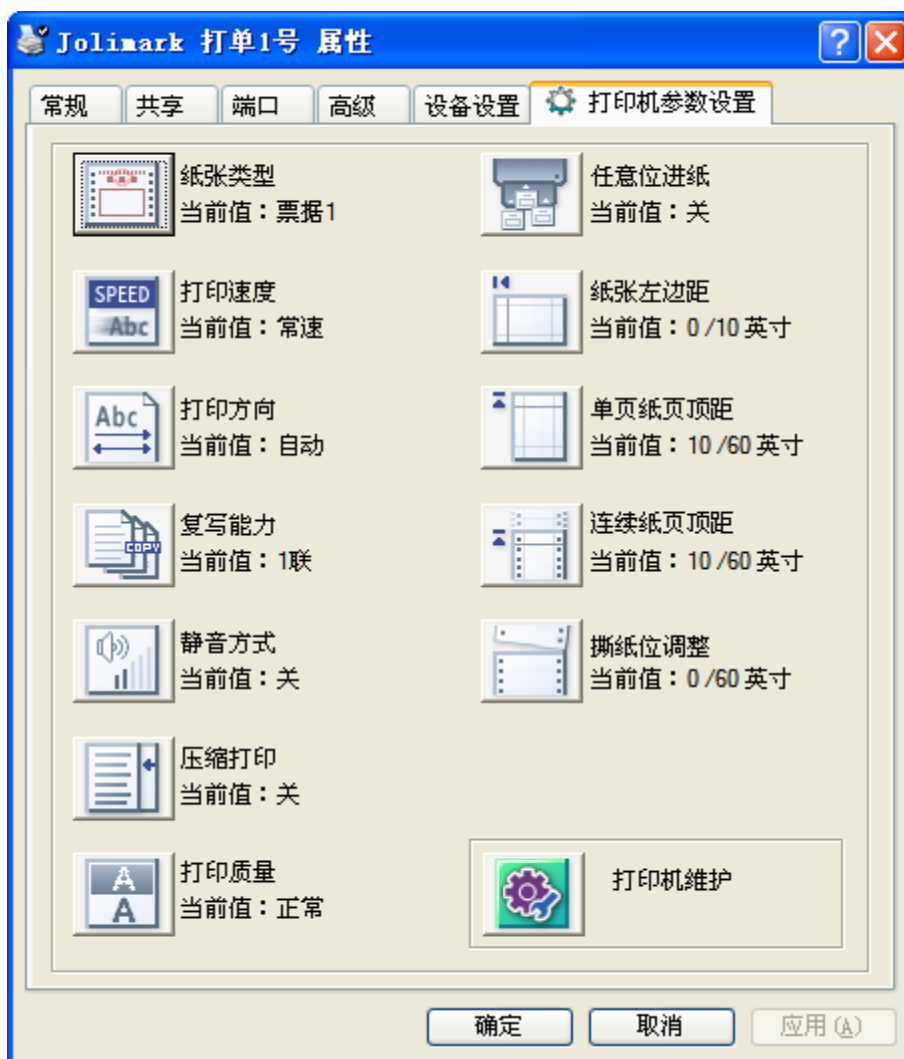 Jolimark 打单1号 属性
常规 共享 端口 高级 设备设置 打印机参数设置
纸张类型
当前值：票据1
任意位进纸
当前值：关
SPEED
Abc
打印速度
当前值：常速
纸张左边距
当前值：0 /10 英寸
Abc
打印方向
当前值：自动
单页纸页顶距
当前值：10 /60 英寸
COPY
复写能力
当前值：1联
连续纸页顶距
当前值：10 /60 英寸
静音方式
当前值：关
撕纸位调整
当前值：0 /60 英寸
压缩打印
当前值：关
A
A
打印质量
当前值：正常
打印机维护
确定 取消 应用(A)